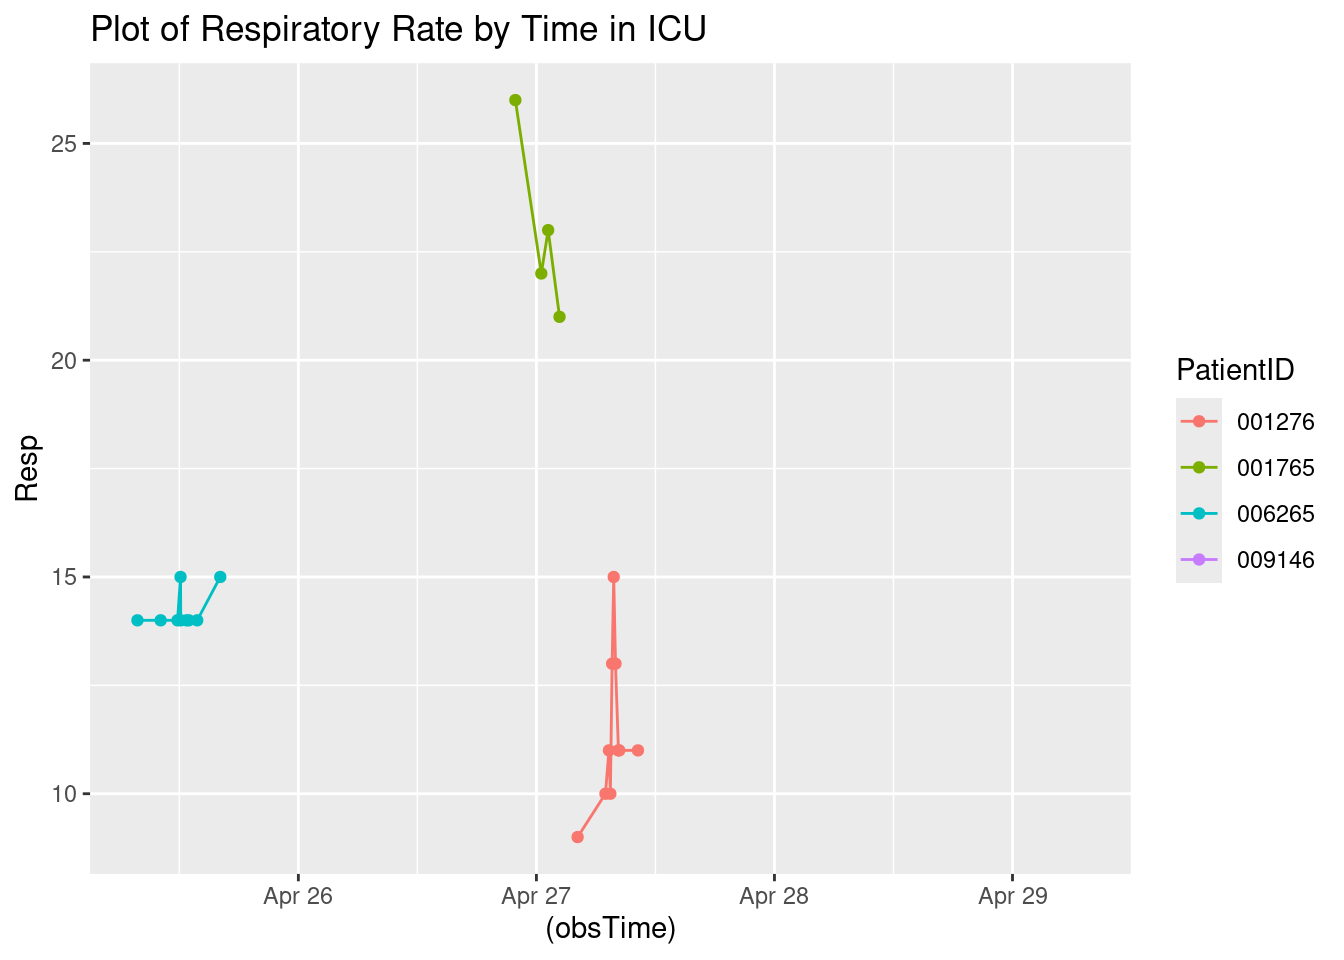 Plot of Respiratory Rate by Time in ICU
25
20
15
10
Resp
Apr 26
Apr 27
Apr 28
Apr 29
(obsTime)
PatientID
001276
001765
006265
009146